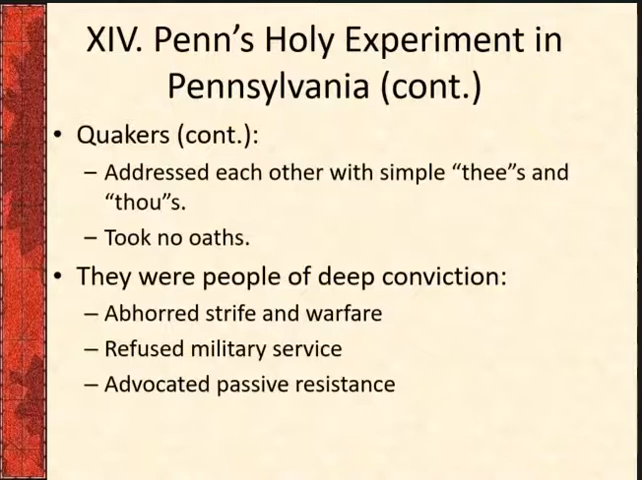 XIV. Penn’s Holy Experiment in
Pennsylvania (cont.)
• Quakers (cont.):
– Addressed each other with simple “thee”s and
“thou”s.
– Took no oaths.
• They were people of deep conviction:
– Abhorred strife and warfare
– Refused military service
– Advocated passive resistance